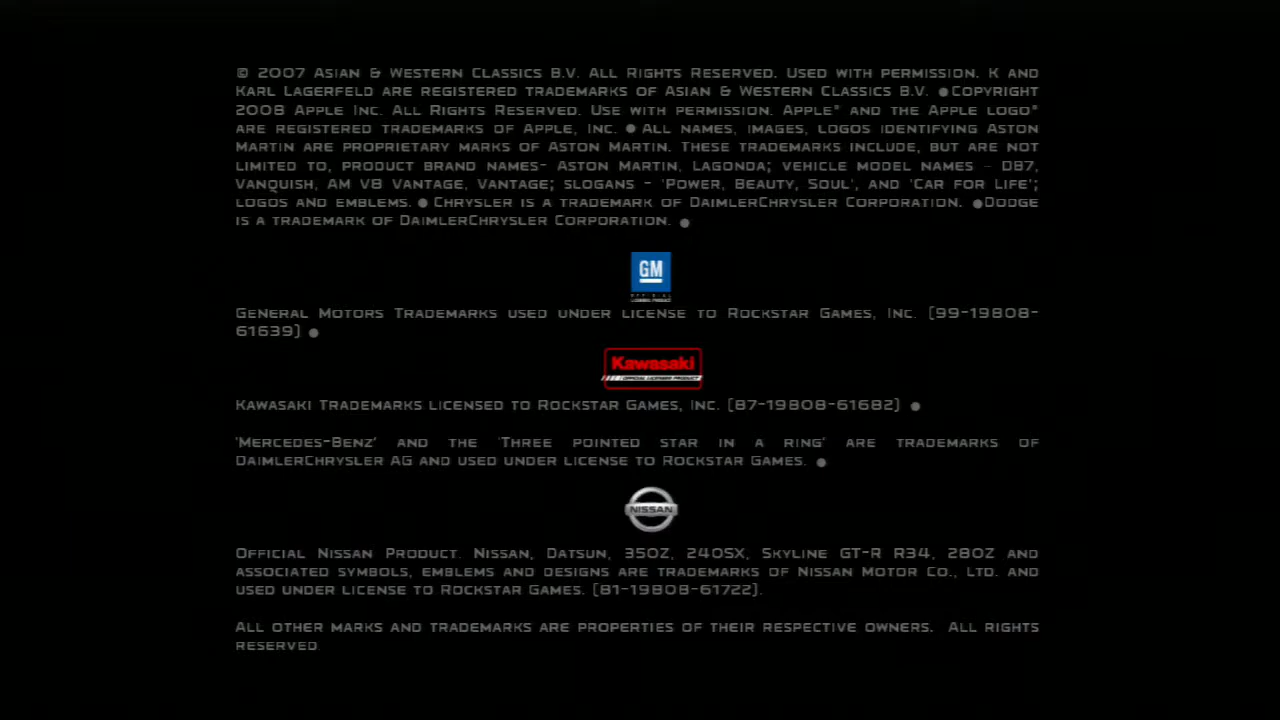 © 2007 Asian & Western Classics B.V. All Rights Reserved. Used with permission. K and
Karl Lagerfeld are registered trademarks of Asian & Western Classics B.V. ●Copyright
2008 Apple Inc. All Rights Reserved. Use with permission. Apple® and the Apple logo®
are registered trademarks of Apple, Inc. ● All names, images, logos identifying Aston
Martin are proprietary marks of Aston Martin. These trademarks include, but are not
limited to, product brand names- Aston Martin, Lagonda; vehicle model names – DB7,
Vanquish, AM V8 Vantage, Vantage; slogans - 'Power, Beauty, Soul', and 'Car for Life';
logos and emblems. ● Chrysler is a trademark of DaimlerChrysler Corporation. ●Dodge
is a trademark of DaimlerChrysler Corporation. ●
GM
OFFICIAL
LICENSED PRODUCT
General Motors Trademarks used under license to Rockstar Games, Inc. (99-19808-
61639) ●
Kawasaki
OFFICIAL LICENSED PRODUCT
Kawasaki Trademarks licensed to Rockstar Games, Inc. (87-19808-61682) ●
'Mercedes-Benz' and the 'Three pointed star in a ring' are trademarks of
DaimlerChrysler AG and used under license to Rockstar Games. ●
NISSAN
Official Nissan Product. Nissan, Datsun, 350Z, 240SX, Skyline GT-R R34, 280Z and
associated symbols, emblems and designs are trademarks of Nissan Motor Co., Ltd. and
used under license to Rockstar Games. (81-19808-61722).
All other marks and trademarks are properties of their respective owners. All rights
reserved.